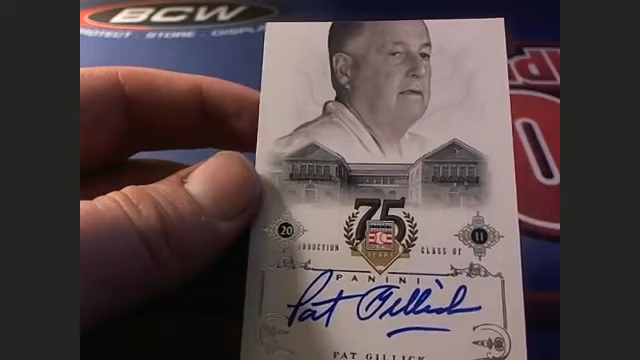 BCW
PROTECT · STORE · DISPLAY
75
YEARS
20 INDUCTION CLASS OF 11
PANINI
Pat Gillick
PAT GILLICK